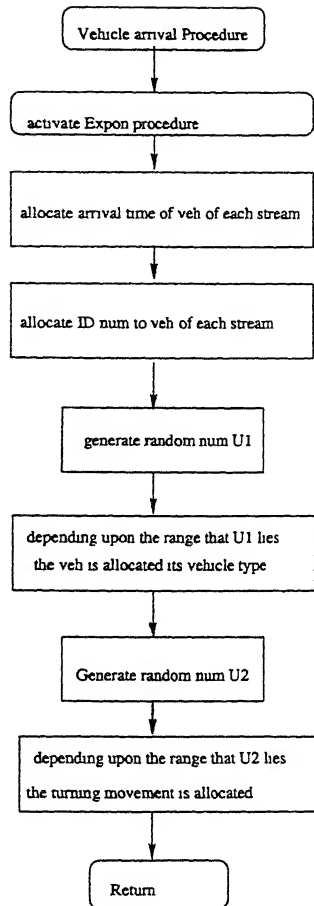 Vehicle arrival Procedure
activate Expon procedure
allocate arrival time of veh of each stream
allocate ID num to veh of each stream
generate random num U1
depending upon the range that U1 lies
the veh is allocated its vehicle type
Generate random num U2
depending upon the range that U2 lies
the turning movement is allocated
Return